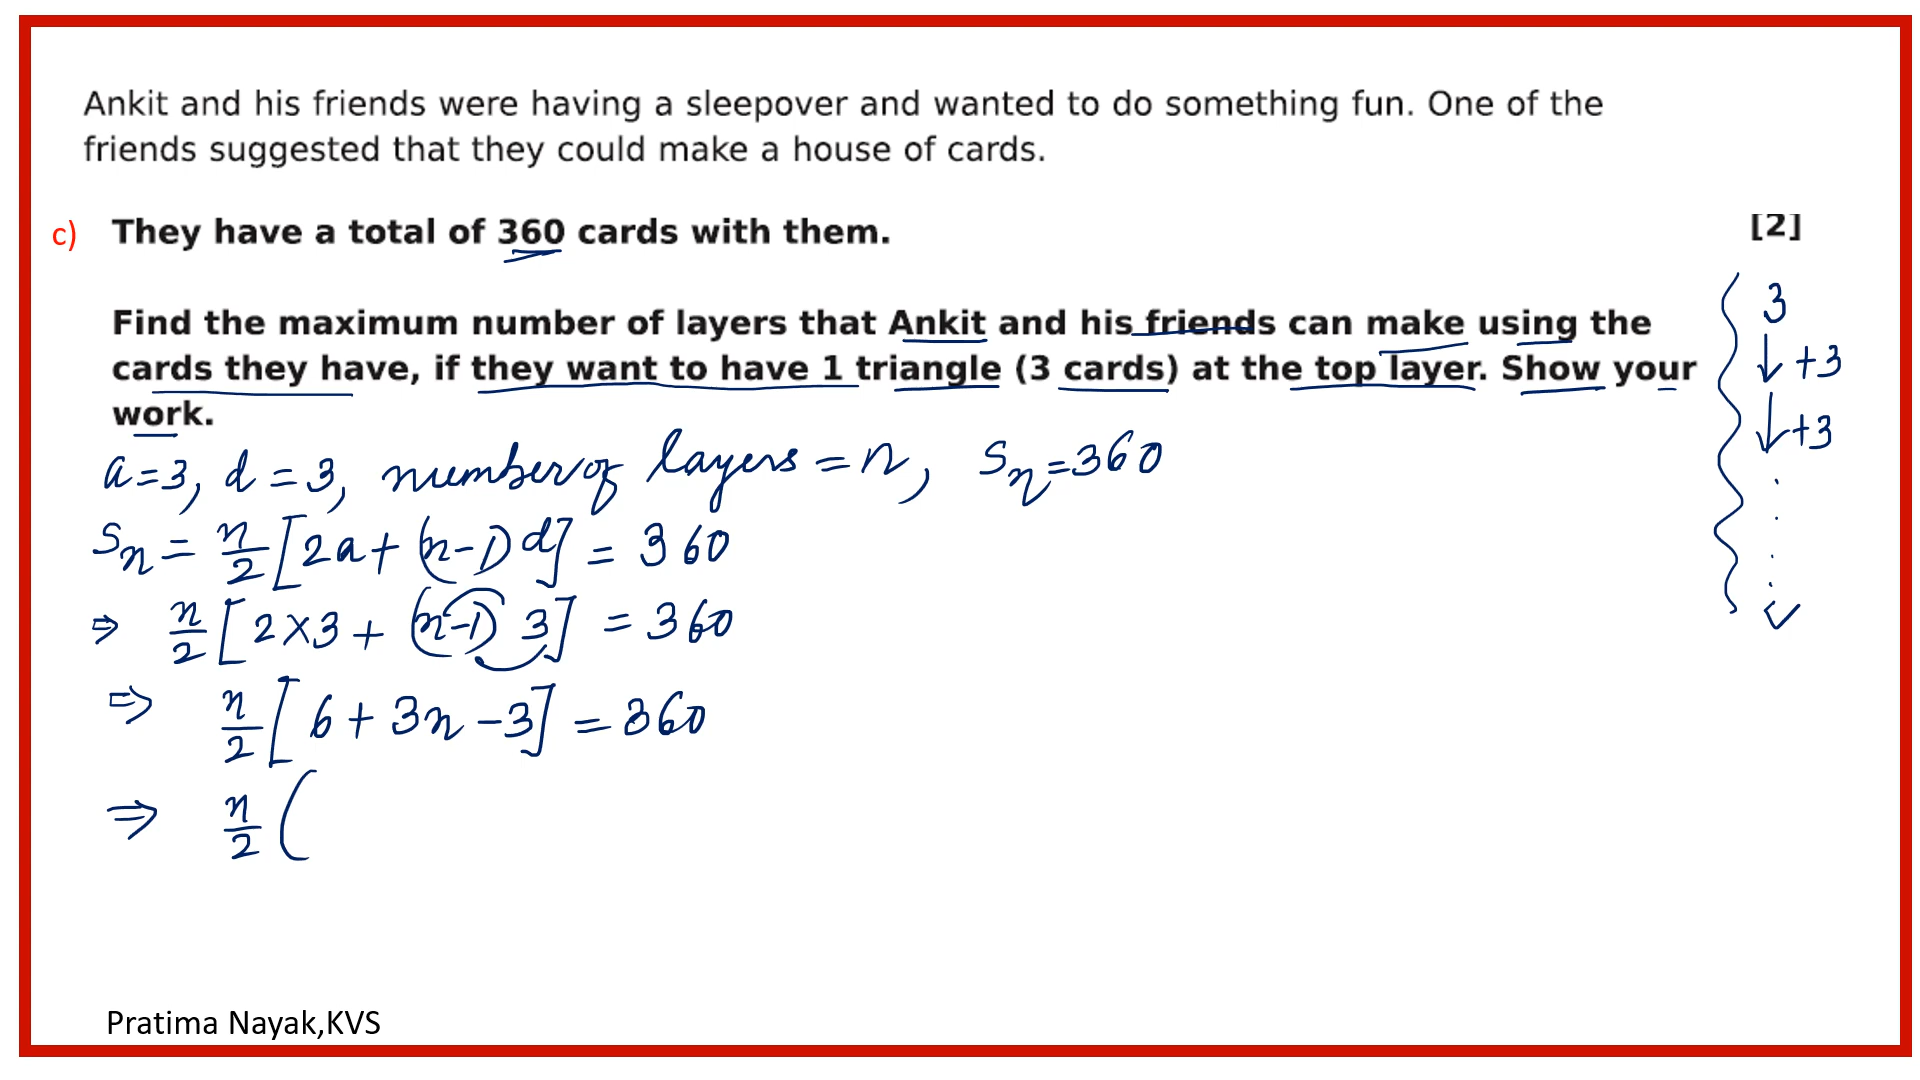 Ankit and his friends were having a sleepover and wanted to do something fun. One of the
friends suggested that they could make a house of cards.
c) They have a total of 360 cards with them. [2]
Find the maximum number of layers that Ankit and his friends can make using the
cards they have, if they want to have 1 triangle (3 cards) at the top layer. Show your
work.
3
+3
+3
a=3, d=3, number of layers = n, Sn=360
Sn = n/2 [2a+(n-1)d] = 360
⇒ n/2 [2×3 + (n-1) 3] = 360
⇒ n/2 [6 + 3n - 3] = 360
⇒ n/2 (
Pratima Nayak,KVS